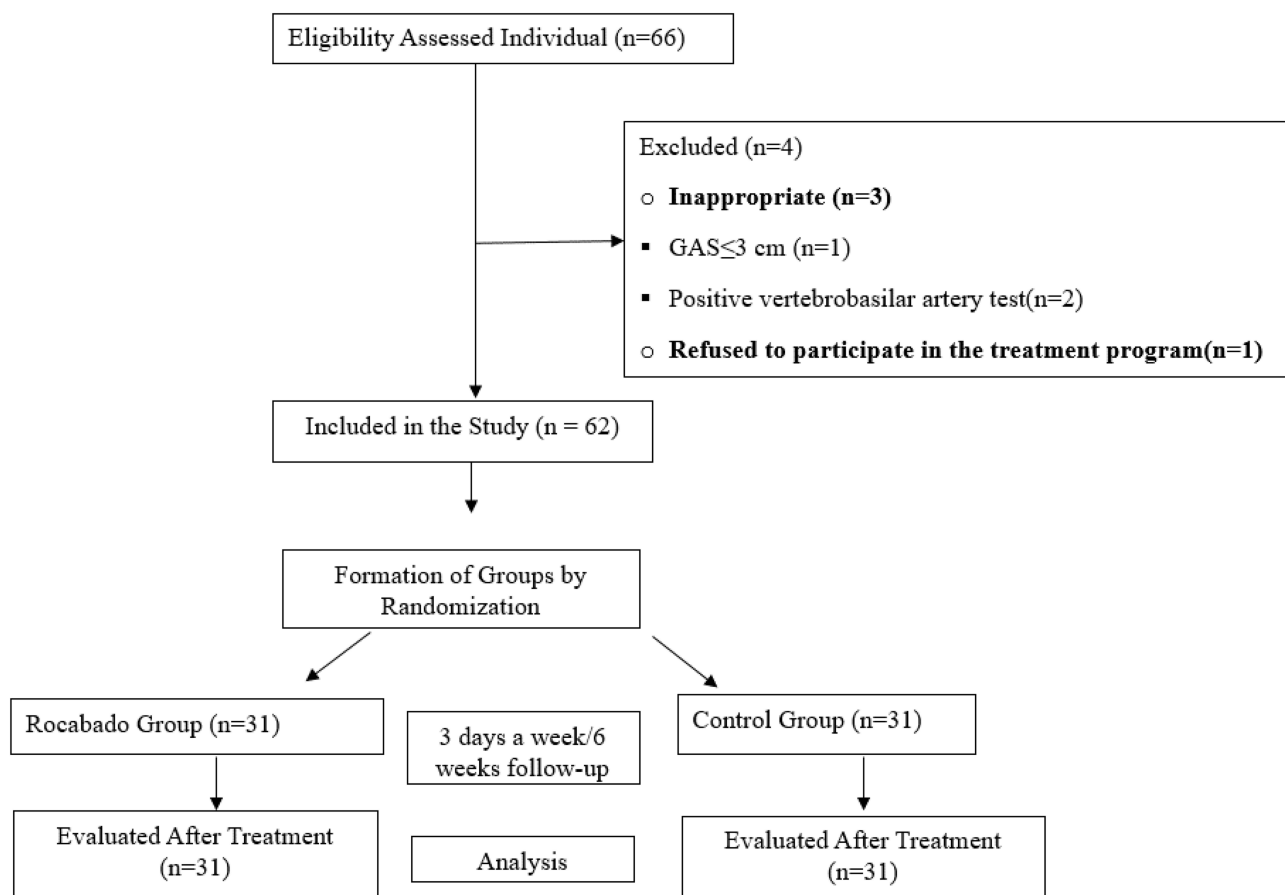 Eligibility Assessed Individual (n=66)
Excluded (n=4)
o Inappropriate (n=3)
▪ GAS≤3 cm (n=1)
▪ Positive vertebrobasilar artery test(n=2)
o Refused to participate in the treatment program(n=1)
Included in the Study (n = 62)
Formation of Groups by
Randomization
Rocabado Group (n=31)
3 days a week/6
weeks follow-up
Control Group (n=31)
Evaluated After Treatment
(n=31)
Analysis
Evaluated After Treatment
(n=31)